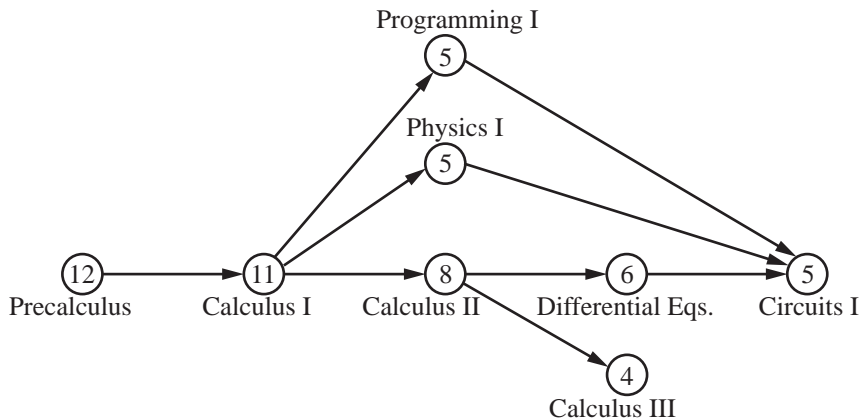 Programming I
5
Physics I
5
12
11
8
6
5
Precalculus
Calculus I
Calculus II
Differential Eqs.
Circuits I
4
Calculus III